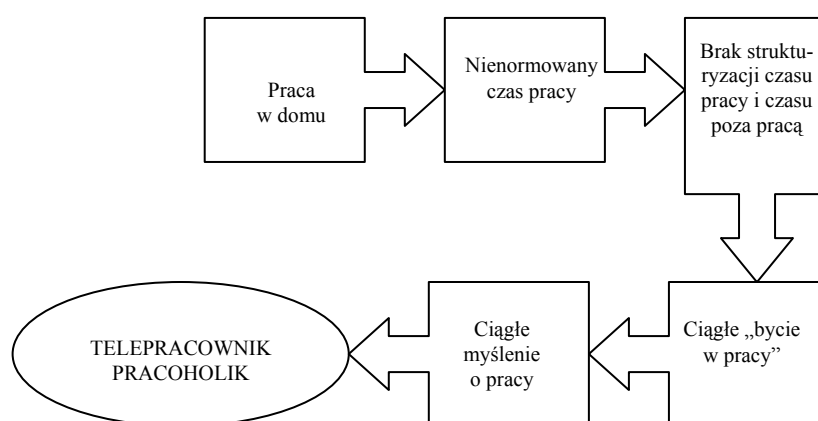 Praca
w domu
Nienormowany
czas pracy
Brak struktu-
ryzacji czasu
pracy i czasu
poza pracą
Ciągłe „bycie
w pracy”
Ciągłe
myślenie
o pracy
TELEPRACOWNIK
PRACOHOLIK